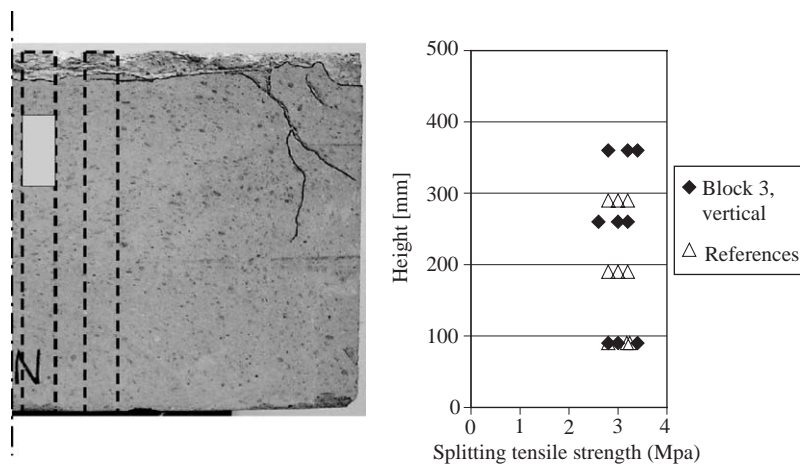 N
500
400
300
200
100
0
Height [mm]
0 1 2 3 4
Splitting tensile strength (Mpa)
Block 3,
vertical
References